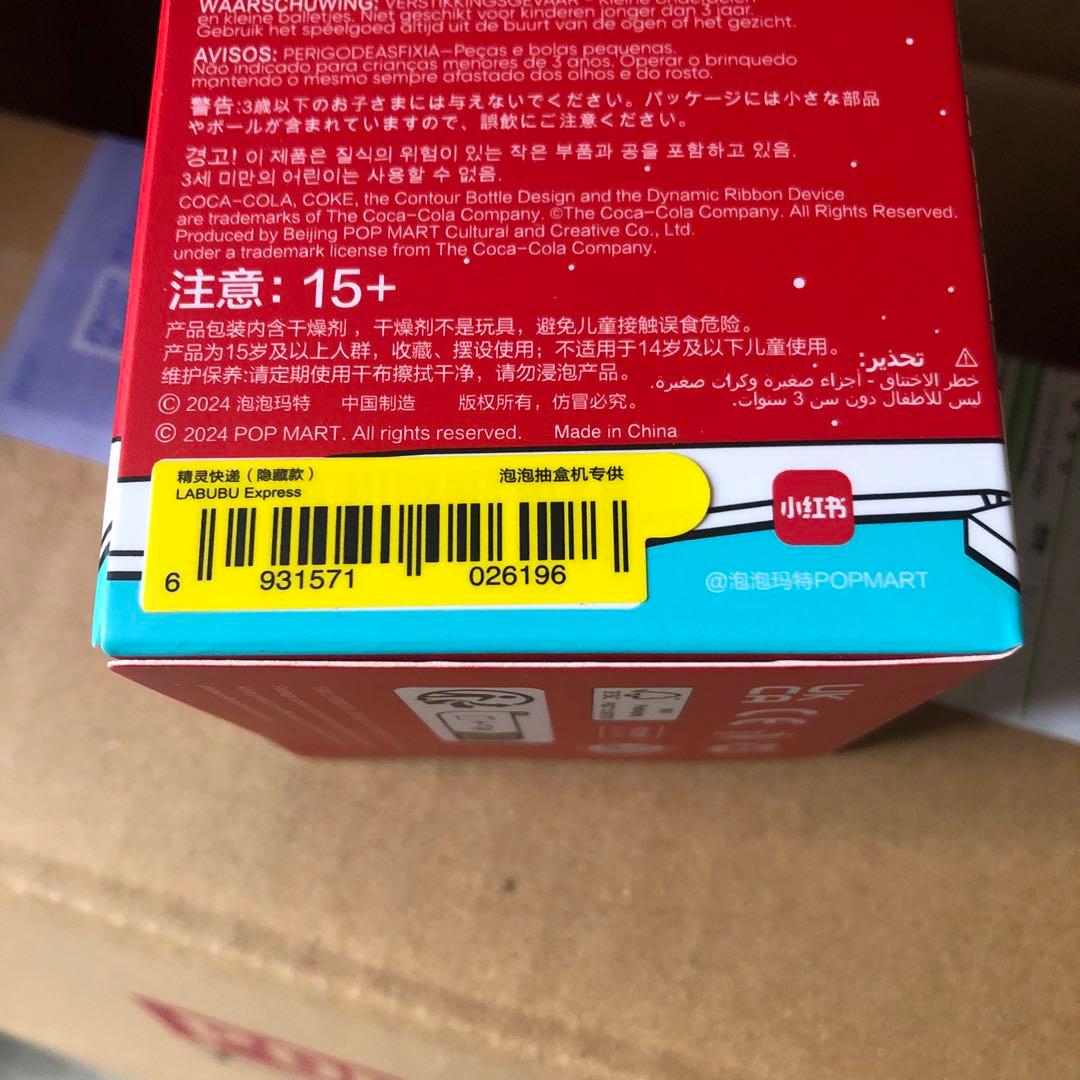 WAARSCHUWING: VERSTIKKINGSGEVAAR - Kleine onderdelen
en kleine balletjes. Niet geschikt voor kinderen jonger dan 3 jaar.
Gebruik het speelgoed altijd uit de buurt van de ogen of het gezicht.
AVISOS: PERIGODEASFIXIA—Peças e bolas pequenas.
Não indicado para crianças menores de 3 anos. Operar o brinquedo
mantendo o mesmo sempre afastado dos olhos e do rosto.
警告:3歳以下のお子さまには与えないでください。パッケージには小さな部品
やボールが含まれていますので、誤飲にご注意ください。
경고! 이 제품은 질식의 위험이 있는 작은 부품과 공을 포함하고 있음.
3세 미만의 어린이는 사용할 수 없음.
COCA-COLA, COKE, the Contour Bottle Design and the Dynamic Ribbon Device
are trademarks of The Coca-Cola Company. ©The Coca-Cola Company. All Rights Reserved.
Produced by Beijing POP MART Cultural and Creative Co., Ltd.
under a trademark license from The Coca-Cola Company.
注意: 15+
产品包装内含干燥剂，干燥剂不是玩具，避免儿童接触误食危险。
产品为15岁及以上人群，收藏、摆设使用；不适用于14岁及以下儿童使用。
维护保养:请定期使用干布擦拭干净，请勿浸泡产品。
تحذير:
خطر الاختناق - أجزاء صغيرة وكرات صغيرة.
ليس للأطفال دون سن 3 سنوات.
© 2024 泡泡玛特 中国制造 版权所有，仿冒必究。
© 2024 POP MART. All rights reserved. Made in China
精灵快递（隐藏款） 泡泡抽盒机专供
LABUBU Express
6 931571 026196
小红书
@泡泡玛特POPMART
UK
CA CE